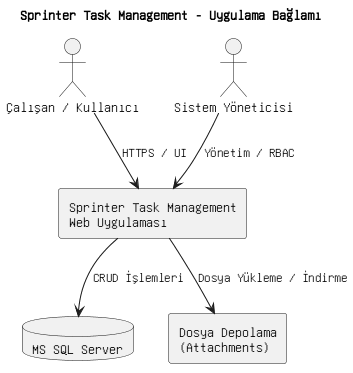 Sprinter Task Management - Uygulama Bağlamı
Çalışan / Kullanıcı
Sistem Yöneticisi
HTTPS / UI
Yönetim / RBAC
Sprinter Task Management
Web Uygulaması
CRUD İşlemleri
Dosya Yükleme / İndirme
MS SQL Server
Dosya Depolama
(Attachments)